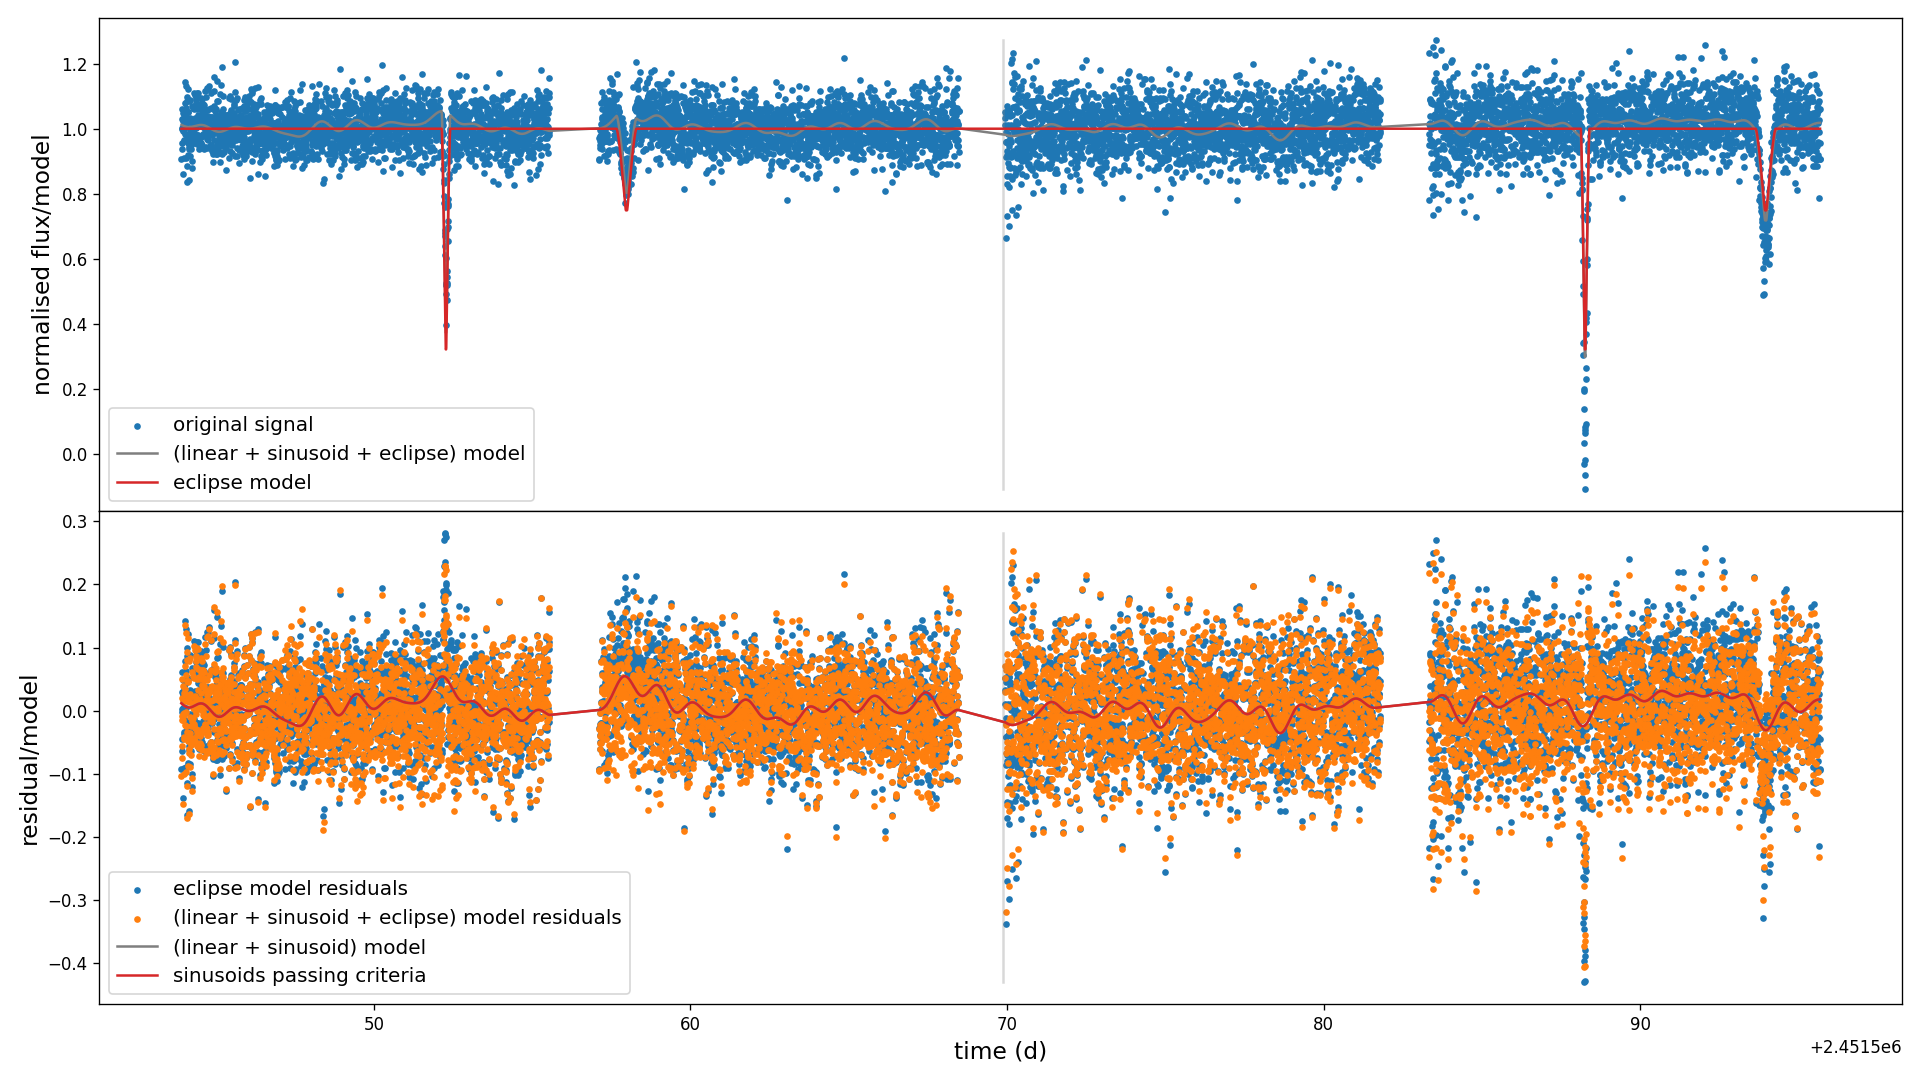 normalised flux/model
1.2
1.0
0.8
0.6
0.4
0.2
0.0
original signal
(linear + sinusoid + eclipse) model
eclipse model
residual/model
0.3
0.2
0.1
0.0
−0.1
−0.2
−0.3
−0.4
eclipse model residuals
(linear + sinusoid + eclipse) model residuals
(linear + sinusoid) model
sinusoids passing criteria
50 60 70 80 90
time (d)
+2.4515e6